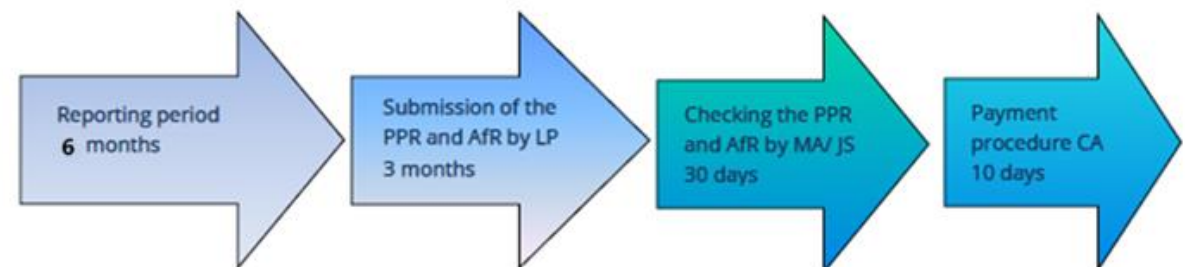 Reporting period
6 months
Submission of the
PPR and AfR by LP
3 months
Checking the PPR
and AfR by MA/ JS
30 days
Payment
procedure CA
10 days